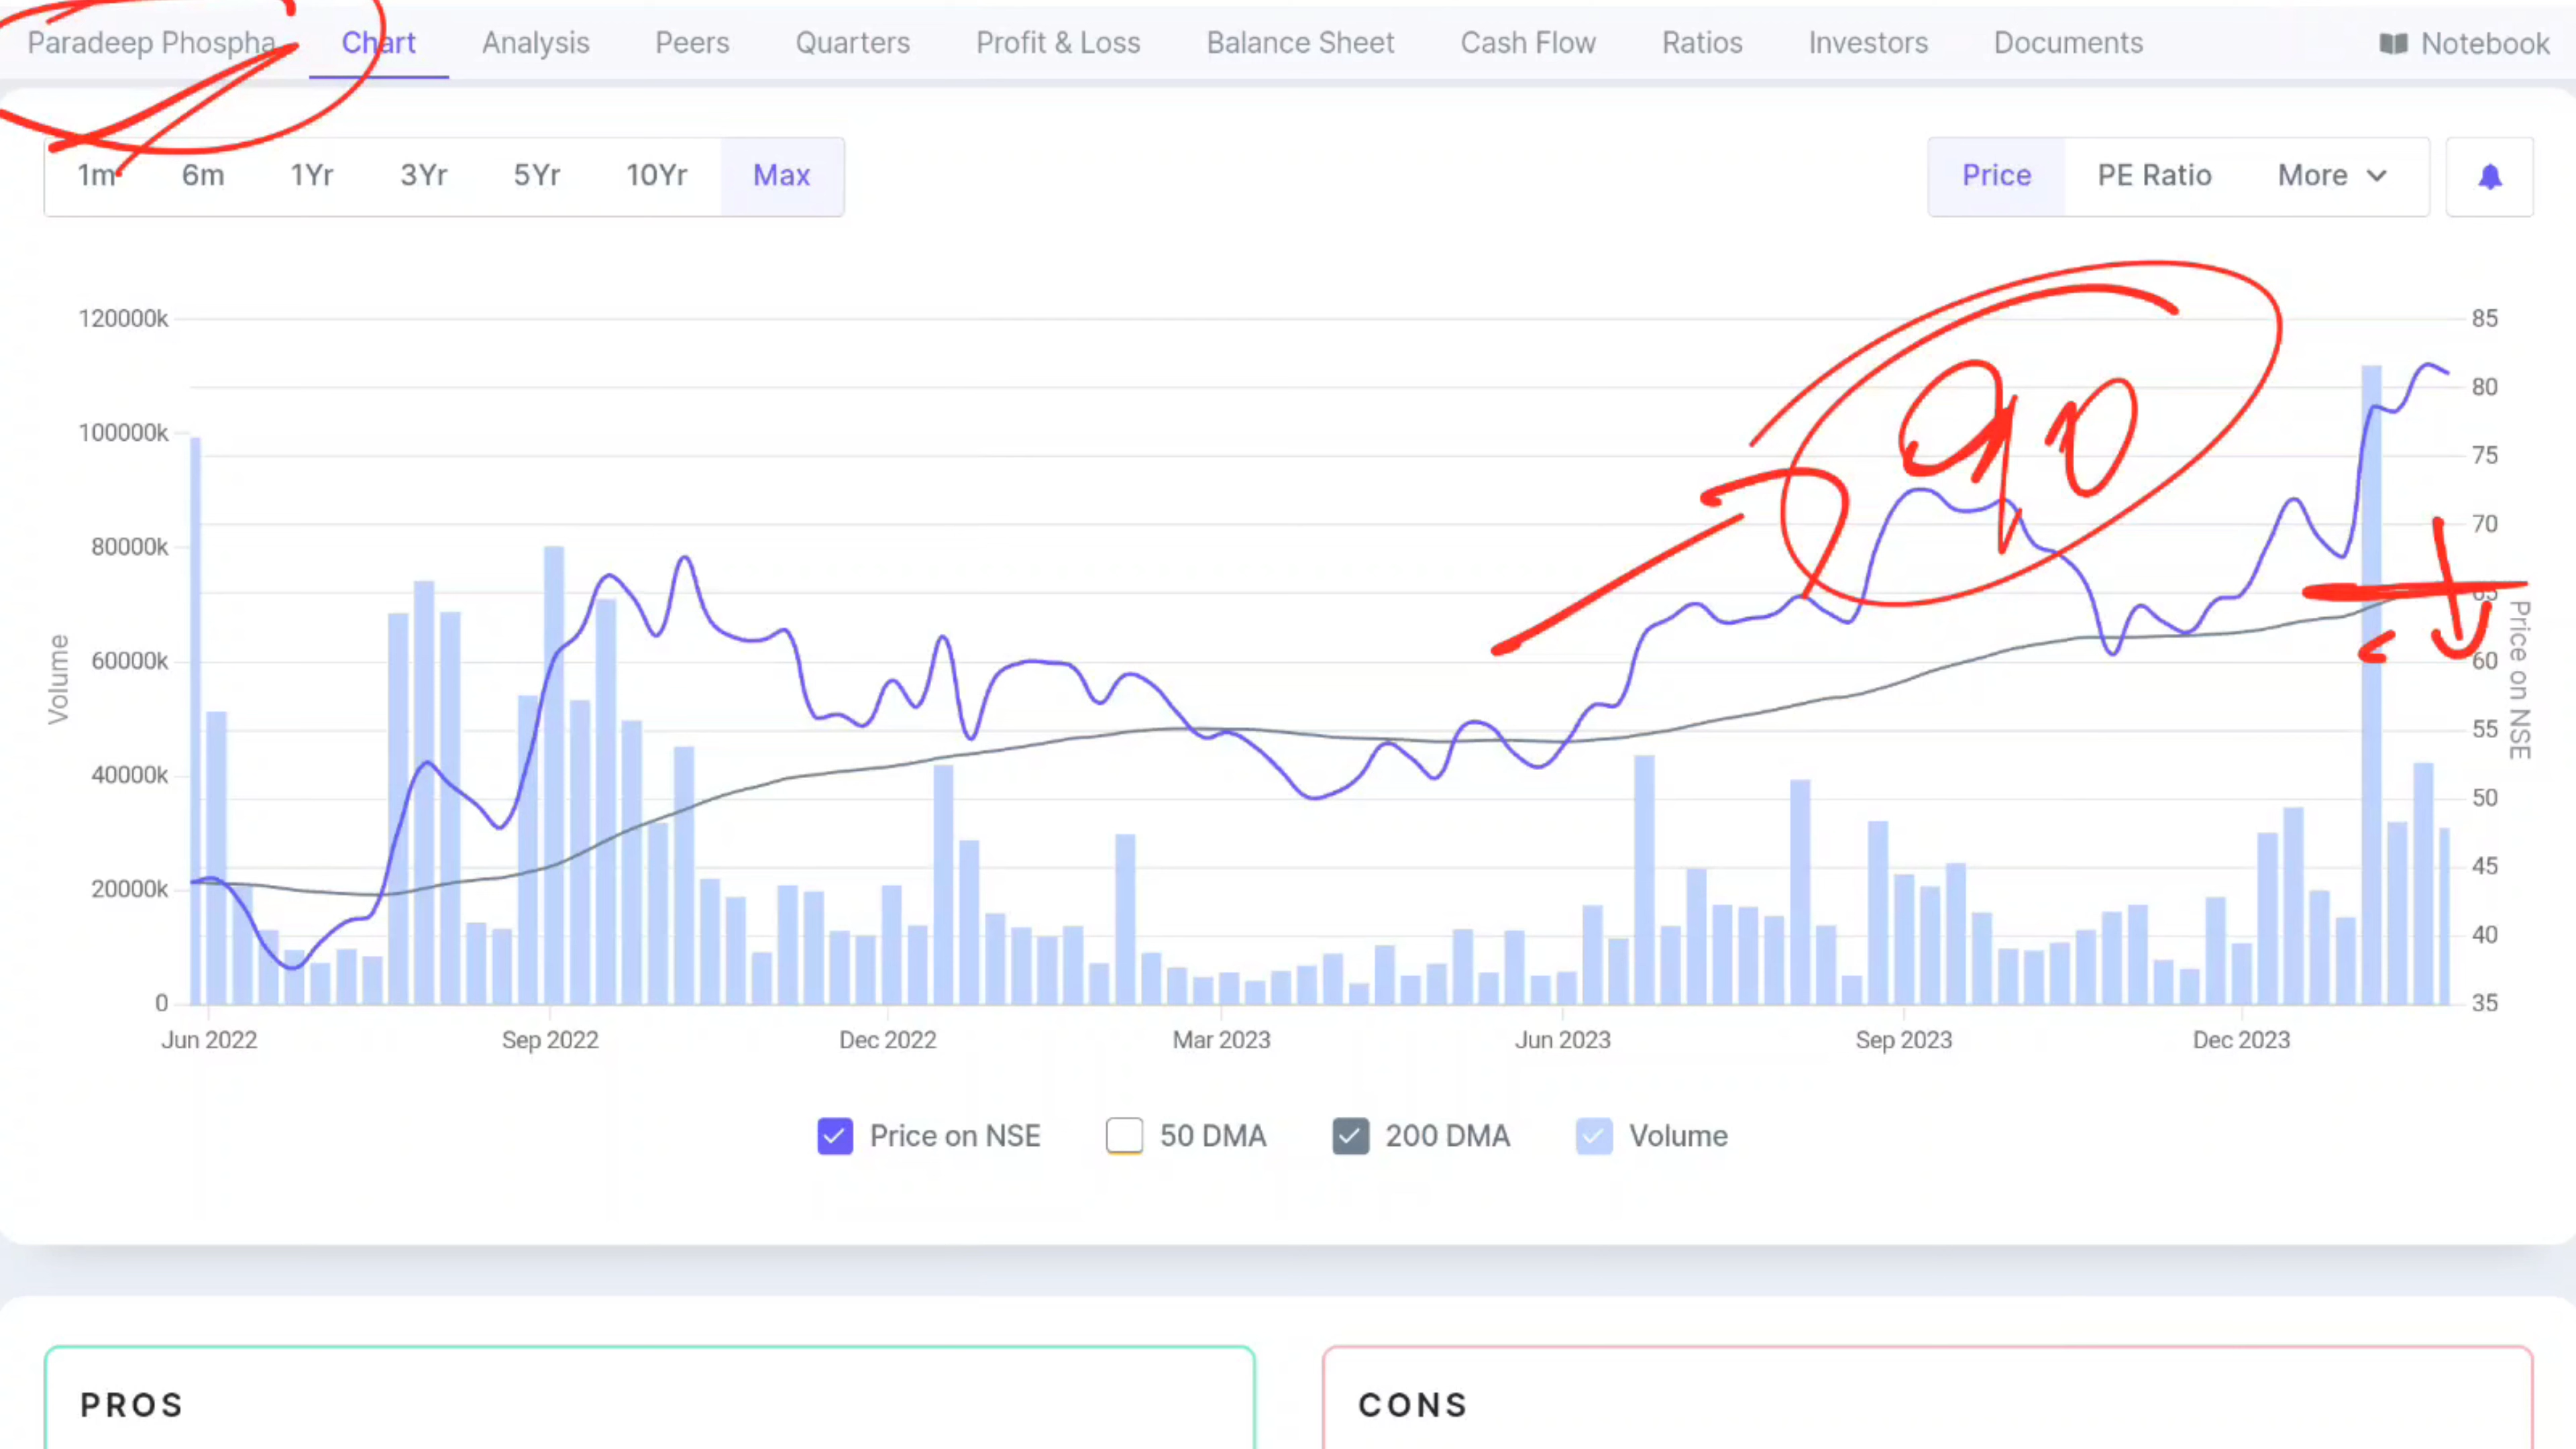 Paradeep Phospha Chart Analysis Peers Quarters Profit & Loss Balance Sheet Cash Flow Ratios Investors Documents Notebook
1m 6m 1Yr 3Yr 5Yr 10Yr Max Price PE Ratio More
120000k 85
80
100000k 75
90
80000k 70
65
60000k 60
55
40000k 50
20000k 45
40
0 35
Volume
Price on NSE
Jun 2022 Sep 2022 Dec 2022 Mar 2023 Jun 2023 Sep 2023 Dec 2023
Price on NSE 50 DMA 200 DMA Volume
PROS CONS